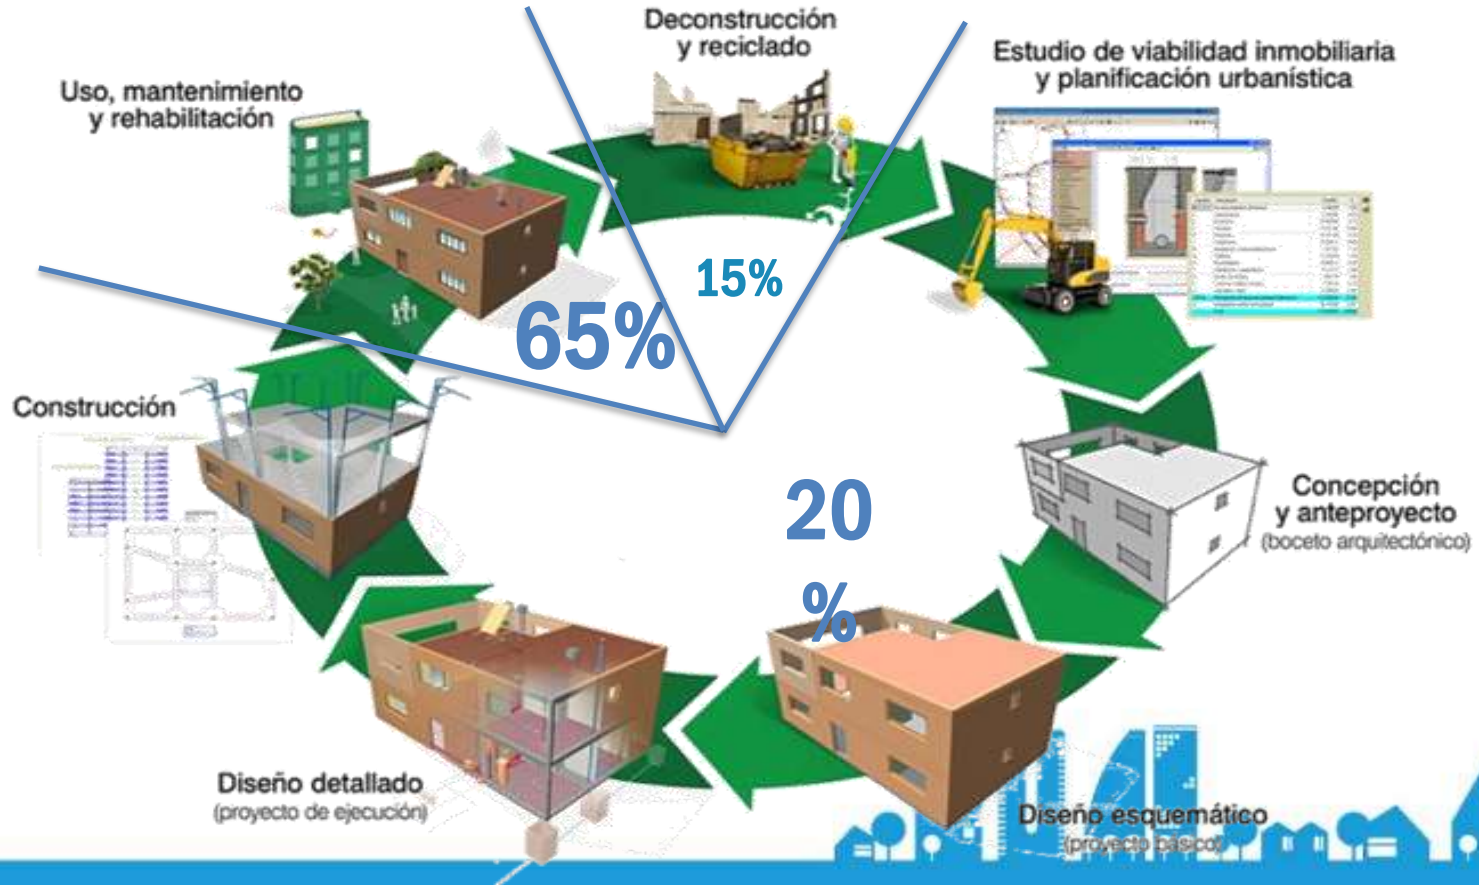 Deconstrucción
y reciclado
Estudio de viabilidad inmobiliaria
y planificación urbanística
Uso, mantenimiento
y rehabilitación
15%
65%
Construcción
20
%
Concepción
y anteproyecto
(boceto arquitectónico)
Diseño detallado
(proyecto de ejecución)
Diseño esquemático
(proyecto básico)